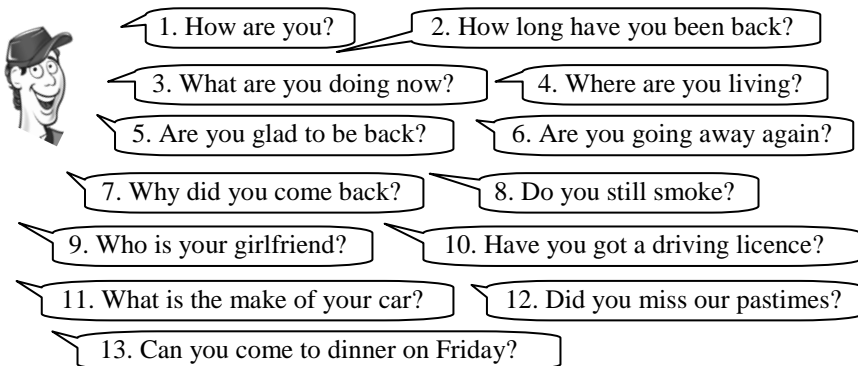 1. How are you?
2. How long have you been back?
3. What are you doing now?
4. Where are you living?
5. Are you glad to be back?
6. Are you going away again?
7. Why did you come back?
8. Do you still smoke?
9. Who is your girlfriend?
10. Have you got a driving licence?
11. What is the make of your car?
12. Did you miss our pastimes?
13. Can you come to dinner on Friday?